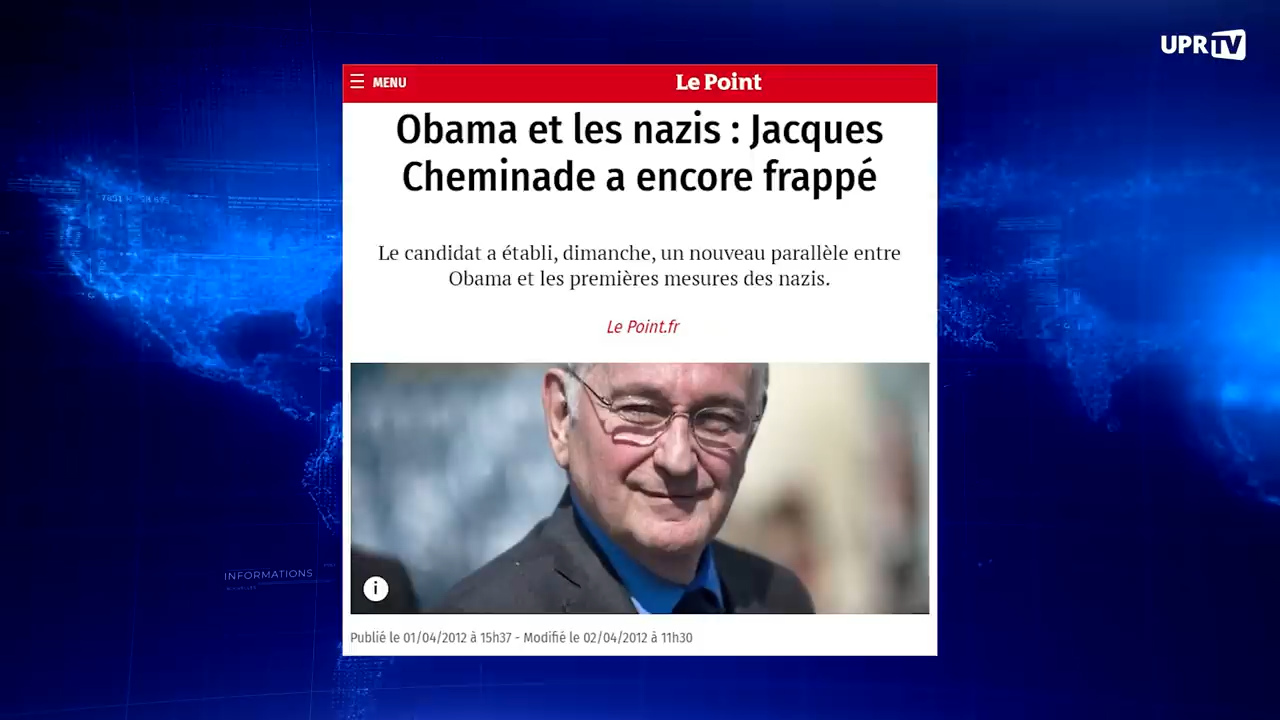 UPR TV
MENU
Le Point
Obama et les nazis : Jacques
Cheminade a encore frappé
Le candidat a établi, dimanche, un nouveau parallèle entre
Obama et les premières mesures des nazis.
Le Point.fr
i
Publié le 01/04/2012 à 15h37 - Modifié le 02/04/2012 à 11h30
INFORMATIONS